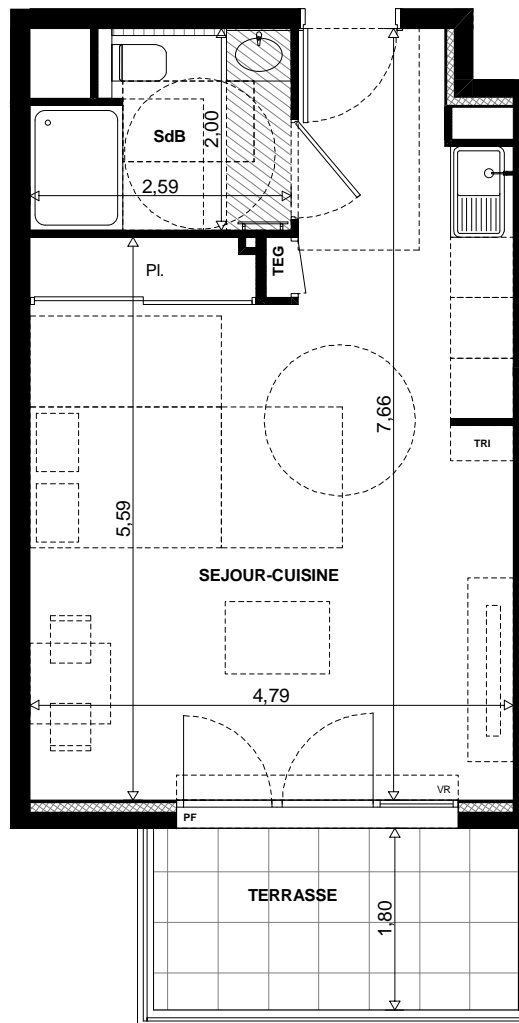 SdB
2,00
2,59
TEG
Pl.
7,66
TRI
5,59
SEJOUR-CUISINE
4,79
VR
PF
TERRASSE
1,80